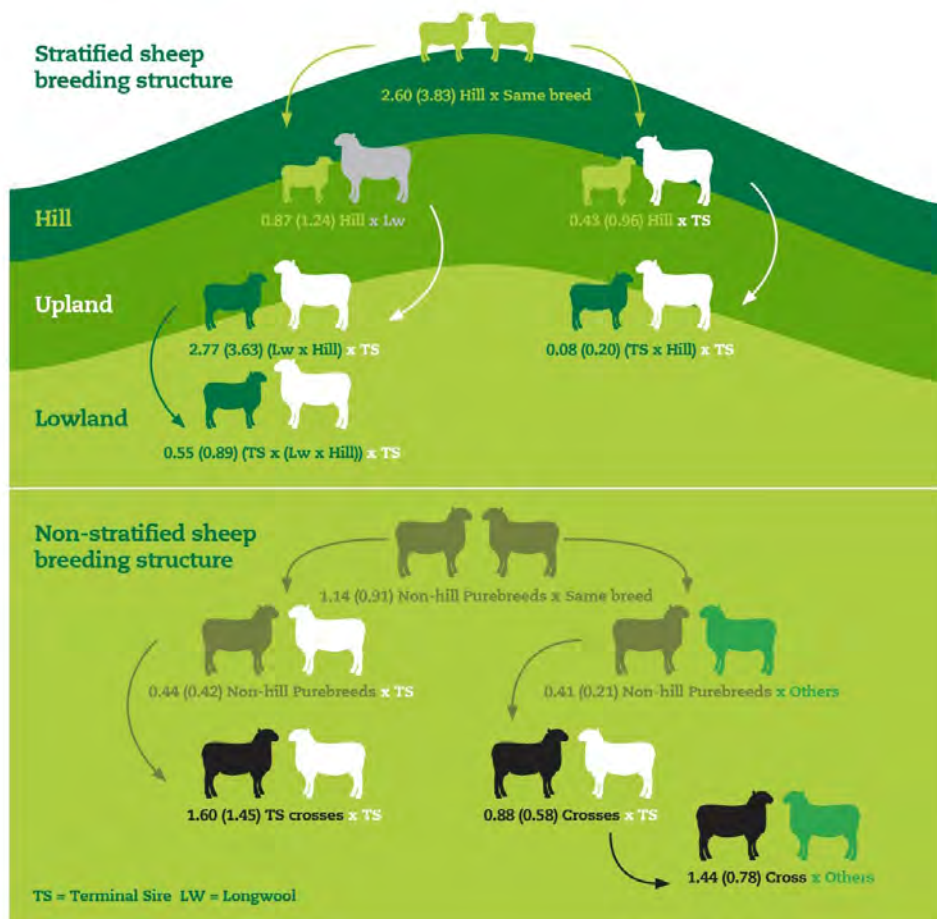 Stratified sheep
breeding structure
2.60 (3.83) Hill x Same breed
Hill
0.87 (1.24) Hill x Lw
0.43 (0.96) Hill x TS
Upland
2.77 (3.63) (Lw x Hill) x TS
0.08 (0.20) (TS x Hill) x TS
Lowland
0.55 (0.89) (TS x (Lw x Hill)) x TS
Non-stratified sheep
breeding structure
1.14 (0.91) Non-hill Purebreeds x Same breed
0.44 (0.42) Non-hill Purebreeds x TS
0.41 (0.21) Non-hill Purebreeds x Others
1.60 (1.45) TS crosses x TS
0.88 (0.58) Crosses x TS
1.44 (0.78) Cross x Others
TS = Terminal Sire LW = Longwool